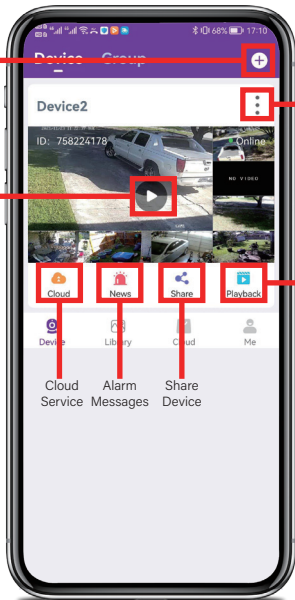 68% 17:10
Device Group
Device2
ID: 758224178
Online
NO VIDEO
Cloud News Share Playback
Device Library Cloud Me
Cloud Alarm Share
Service Messages Device